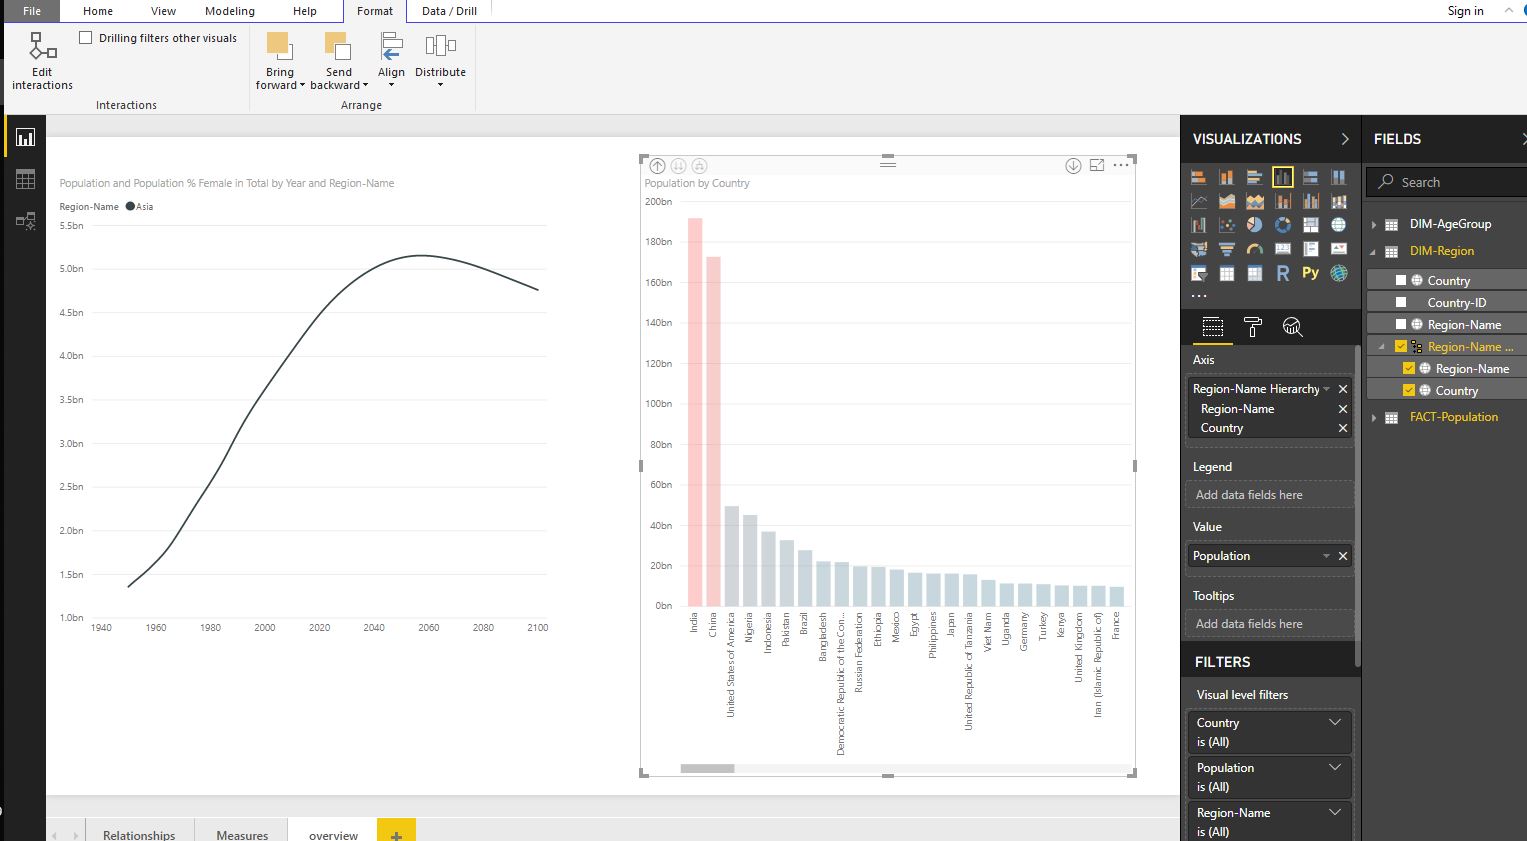 File Home View Modeling Help Format Data / Drill Sign in
Drilling filters other visuals
Edit interactions
Bring forward
Send backward
Align
Distribute
Interactions
Arrange
Population and Population % Female in Total by Year and Region-Name
Region-Name Asia
5.5bn
5.0bn
4.5bn
4.0bn
3.5bn
3.0bn
2.5bn
2.0bn
1.5bn
1.0bn
1940 1960 1980 2000 2020 2040 2060 2080 2100
Population by Country
200bn
180bn
160bn
140bn
120bn
100bn
80bn
60bn
40bn
20bn
0bn
India
China
United States of America
Nigeria
Indonesia
Pakistan
Brazil
Bangladesh
Democratic Republic of the Con...
Russian Federation
Ethiopia
Mexico
Egypt
Philippines
Japan
United Republic of Tanzania
Viet Nam
Uganda
Germany
Turkey
Kenya
United Kingdom
Iran (Islamic Republic of)
France
Relationships Measures overview
VISUALIZATIONS
R Py
Axis
Region-Name Hierarchy
Region-Name
Country
Legend
Add data fields here
Value
Population
Tooltips
Add data fields here
FILTERS
Visual level filters
Country
is (All)
Population
is (All)
Region-Name
is (All)
FIELDS
Search
DIM-AgeGroup
DIM-Region
Country
Country-ID
Region-Name
Region-Name ...
Region-Name
Country
FACT-Population